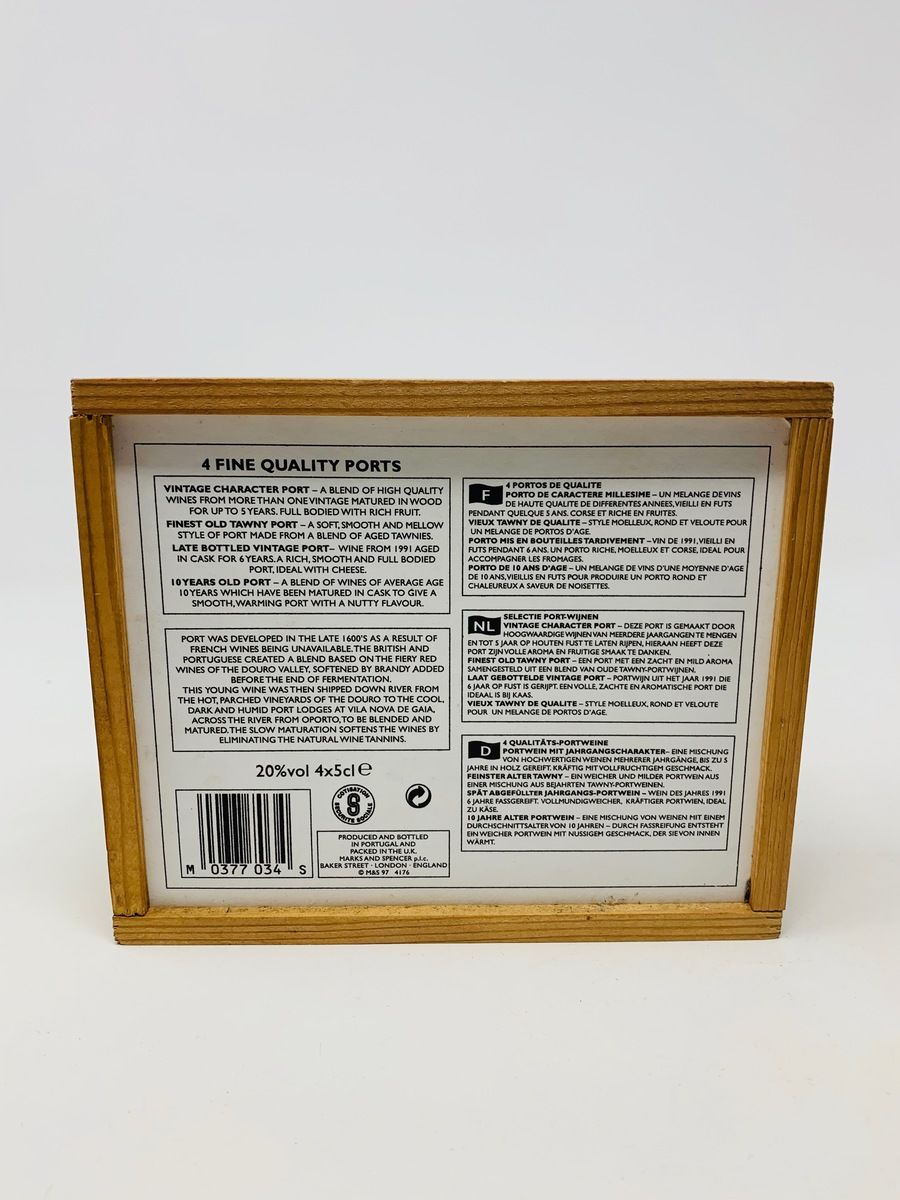 4 FINE QUALITY PORTS
VINTAGE CHARACTER PORT – A BLEND OF HIGH QUALITY
WINES FROM MORE THAN ONE VINTAGE MATURED IN WOOD
FOR UP TO 5 YEARS. FULL BODIED WITH RICH FRUIT.
FINEST OLD TAWNY PORT – A SOFT, SMOOTH AND MELLOW
STYLE OF PORT MADE FROM A BLEND OF AGED TAWNIES.
LATE BOTTLED VINTAGE PORT– WINE FROM 1991 AGED
IN CASK FOR 6 YEARS. A RICH, SMOOTH AND FULL BODIED
PORT, IDEAL WITH CHEESE.
10 YEARS OLD PORT – A BLEND OF WINES OF AVERAGE AGE
10 YEARS WHICH HAVE BEEN MATURED IN CASK TO GIVE A
SMOOTH, WARMING PORT WITH A NUTTY FLAVOUR.
PORT WAS DEVELOPED IN THE LATE 1600'S AS A RESULT OF
FRENCH WINES BEING UNAVAILABLE. THE BRITISH AND
PORTUGUESE CREATED A BLEND BASED ON THE FIERY RED
WINES OF THE DOURO VALLEY, SOFTENED BY BRANDY ADDED
BEFORE THE END OF FERMENTATION.
THIS YOUNG WINE WAS THEN SHIPPED DOWN RIVER FROM
THE HOT, PARCHED VINEYARDS OF THE DOURO TO THE COOL,
DARK AND HUMID PORT LODGES AT VILA NOVA DE GAIA,
ACROSS THE RIVER FROM OPORTO, TO BE BLENDED AND
MATURED. THE SLOW MATURATION SOFTENS THE WINES BY
ELIMINATING THE NATURAL WINE TANNINS.
20%vol 4x5cl e
COTISATION
SECURITE SOCIALE
M 0377 034 S
PRODUCED AND BOTTLED
IN PORTUGAL AND
PACKED IN THE U.K.
MARKS AND SPENCER p.l.c.
BAKER STREET · LONDON · ENGLAND
© M&S 97 4176
F
4 PORTOS DE QUALITE
PORTO DE CARACTERE MILLESIME – UN MELANGE DE VINS
DE HAUTE QUALITE DE DIFFERENTES ANNEES, VIEILLI EN FUTS
PENDANT QUELQUE 5 ANS. CORSE ET RICHE EN FRUITES.
VIEUX TAWNY DE QUALITE – STYLE MOELLEUX, ROND ET VELOUTE POUR
UN MELANGE DE PORTOS D'AGE.
PORTO MIS EN BOUTEILLES TARDIVEMENT – VIN DE 1991, VIEILLI EN
FUTS PENDANT 6 ANS. UN PORTO RICHE, MOELLEUX ET CORSE, IDEAL POUR
ACCOMPAGNER LES FROMAGES.
PORTO DE 10 ANS D'AGE – UN MELANGE DE VINS D'UNE MOYENNE D'AGE
DE 10 ANS, VIEILLIS EN FUTS POUR PRODUIRE UN PORTO ROND ET
CHALEUREUX A SAVEUR DE NOISETTES.
NL
SELECTIE PORT-WIJNEN
VINTAGE CHARACTER PORT – DEZE PORT IS GEMAAKT DOOR
HOOGWAARDIGE WIJNEN VAN MEERDERE JAARGANGEN TE MENGEN
EN TOT 5 JAAR OP HOUTEN FUST TE LATEN RIJPEN, HIERAAN HEEFT DEZE
PORT ZIJN VOLLE AROMA EN FRUITIGE SMAAK TE DANKEN.
FINEST OLD TAWNY PORT – EEN PORT MET EEN ZACHT EN MILD AROMA
SAMENGESTELD UIT EEN BLEND VAN OUDE TAWNY-PORTWIJNEN.
LAAT GEBOTTELDE VINTAGE PORT – PORTWIJN UIT HET JAAR 1991 DIE
6 JAAR OP FUST IS GERIJPT. EEN VOLLE, ZACHTE EN AROMATISCHE PORT DIE
IDEAAL IS BIJ KAAS.
VIEUX TAWNY DE QUALITE – STYLE MOELLEUX, ROND ET VELOUTE
POUR UN MELANGE DE PORTOS D'AGE.
D
4 QUALITÄTS-PORTWEINE
PORTWEIN MIT JAHRGANGSCHARAKTER– EINE MISCHUNG
VON HOCHWERTIGEN WEINEN MEHRERER JAHRGÄNGE, BIS ZU 5
JAHRE IN HOLZ GEREIFT. KRÄFTIG MIT VOLLFRUCHTIGEM GESCHMACK.
FEINSTER ALTER TAWNY – EIN WEICHER UND MILDER PORTWEIN AUS
EINER MISCHUNG AUS BEJAHRTEN TAWNY-PORTWEINEN.
SPÄT ABGEFÜLLTER JAHRGANGS-PORTWEIN – WEIN DES JAHRES 1991
6 JAHRE FASSGEREIFT. VOLLMUNDIGWEICHER, KRÄFTIGER PORTWIEN, IDEAL
ZU KÄSE.
10 JAHRE ALTER PORTWEIN – EINE MISCHUNG VON WEINEN MIT EINEM
DURCHSCHNITTSALTER VON 10 JAHREN – DURCH FASSREIFUNG ENTSTEHT
EIN WEICHER PORTWEIN MIT NUSSIGEM GESCHMACK, DER SIE VON INNEN
WÄRMT.